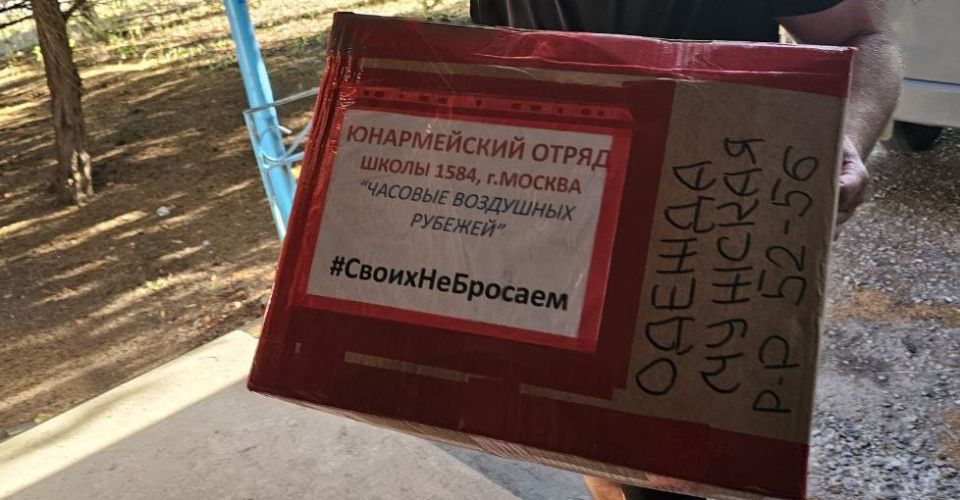 ЮНАРМЕЙСКИЙ ОТРЯД
ШКОЛЫ 1584, г.МОСКВА
"ЧАСОВЫЕ ВОЗДУШНЫХ
РУБЕЖЕЙ"
#СвоихНеБросаем
ОДЕЖДА
МУЖСКАЯ
Р-Р 52-56